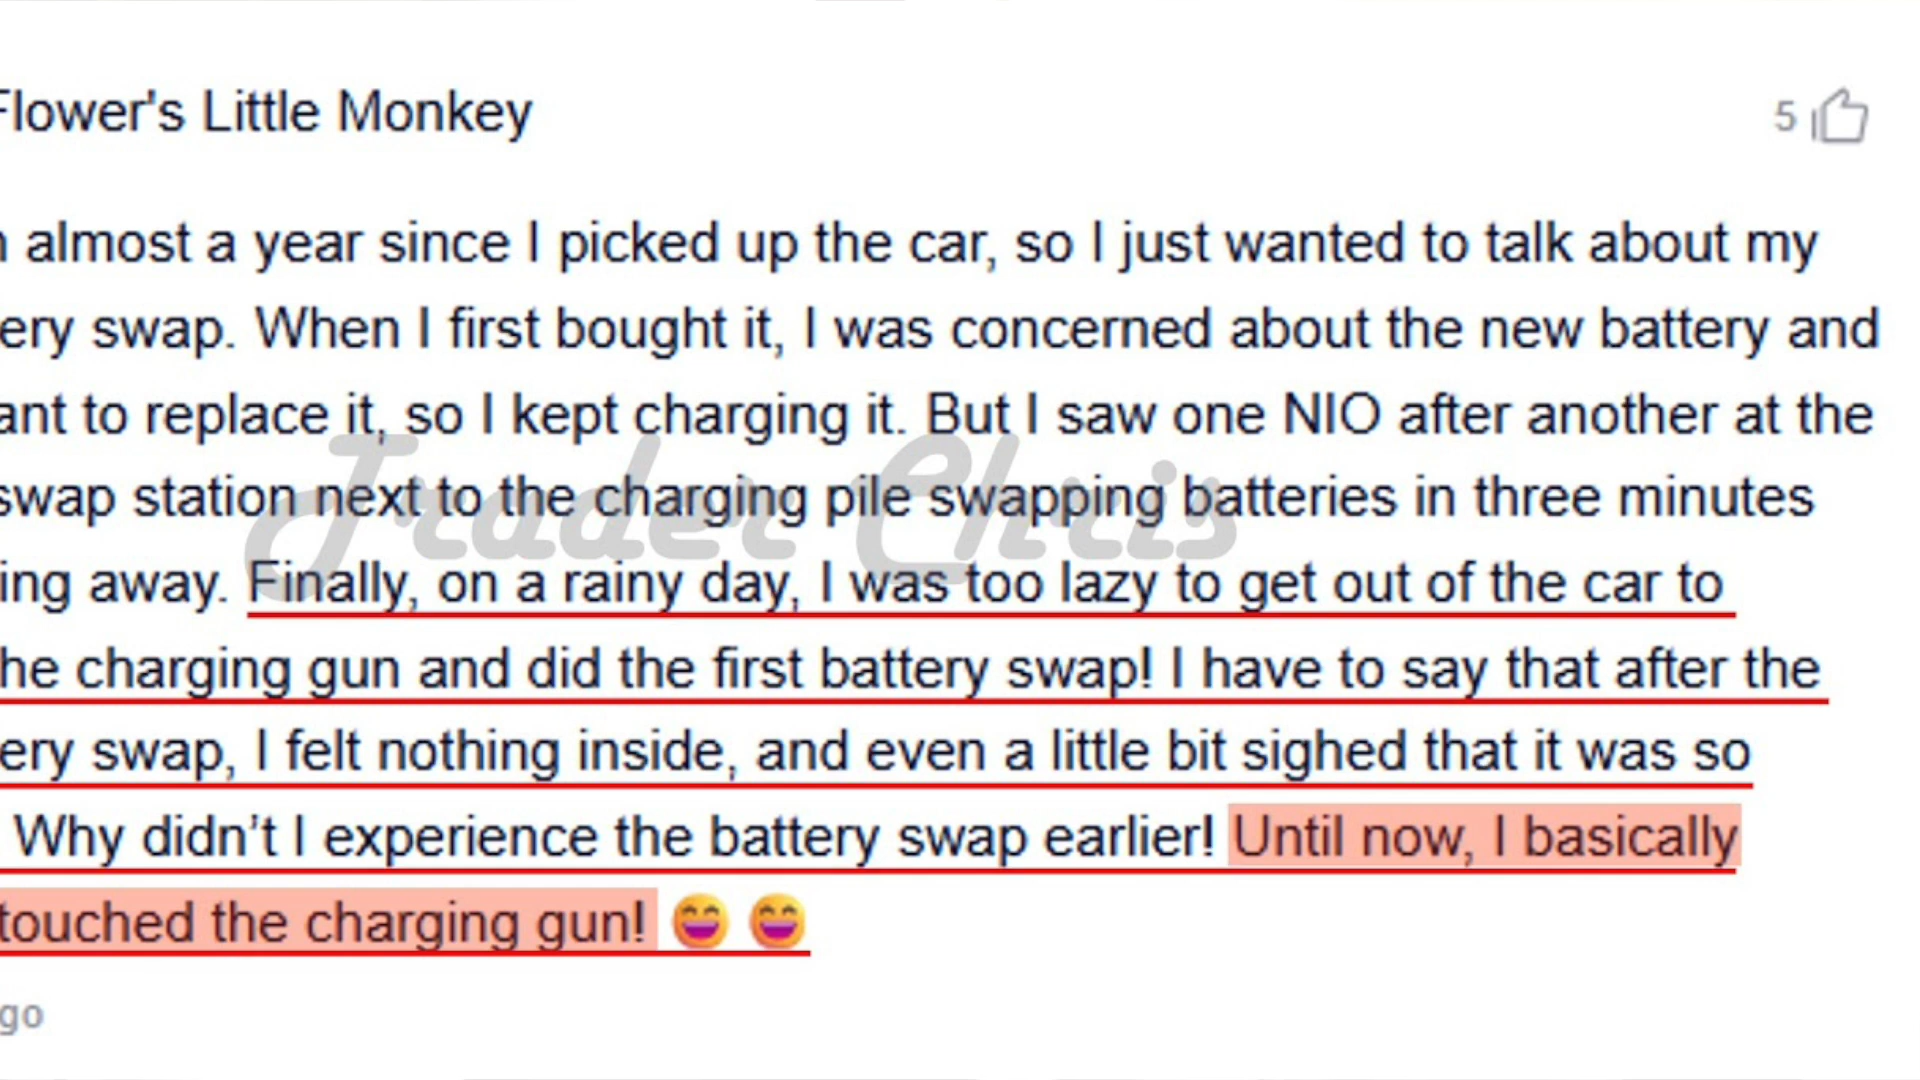 Flower's Little Monkey
5
almost a year since I picked up the car, so I just wanted to talk about my
ery swap. When I first bought it, I was concerned about the new battery and
ant to replace it, so I kept charging it. But I saw one NIO after another at the
swap station next to the charging pile swapping batteries in three minutes
ing away. Finally, on a rainy day, I was too lazy to get out of the car to
he charging gun and did the first battery swap! I have to say that after the
ery swap, I felt nothing inside, and even a little bit sighed that it was so
Why didn't I experience the battery swap earlier! Until now, I basically
touched the charging gun! 😄 😄
go
Trader Chris